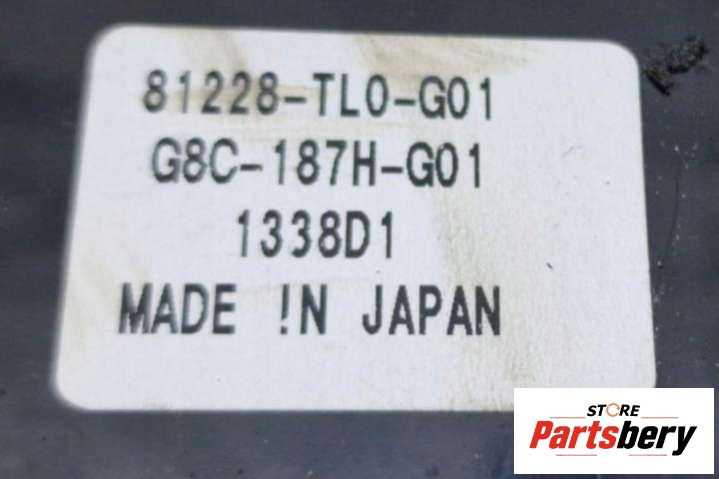 81228-TL0-G01
G8C-187H-G01
1338D1
MADE !N JAPAN
STORE
Partsbery